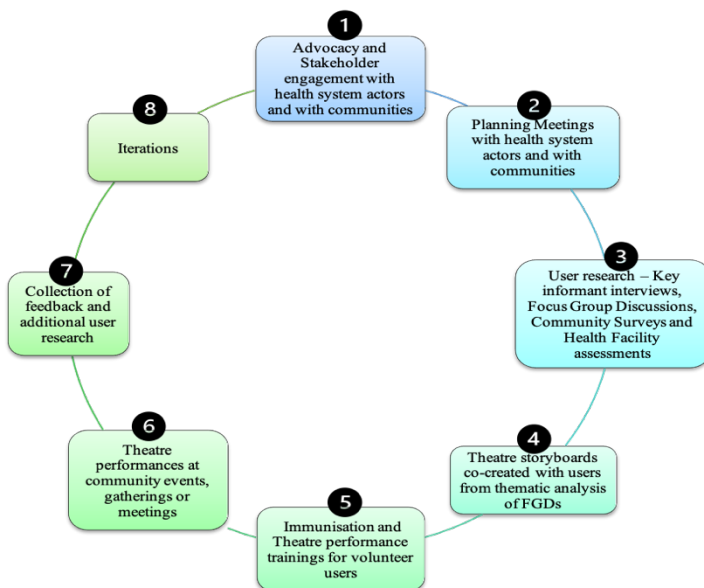 1
Advocacy and
Stakeholder
engagement with
health system actors
and with communities
2
Planning Meetings
with health system
actors and with
communities
3
User research – Key
informant interviews,
Focus Group Discussions,
Community Surveys and
Health Facility
assessments
4
Theatre storyboards
co-created with users
from thematic analysis
of FGDs
5
Immunisation and
Theatre performance
trainings for volunteer
users
6
Theatre
performances at
community events,
gatherings or
meetings
7
Collection of
feedback and
additional user
research
8
Iterations